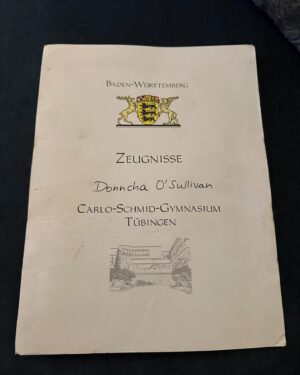 BADEN-WÜRTTEMBERG
ZEUGNISSE
Donncha O'Sullivan
CARLO-SCHMID-GYMNASIUM
TÜBINGEN